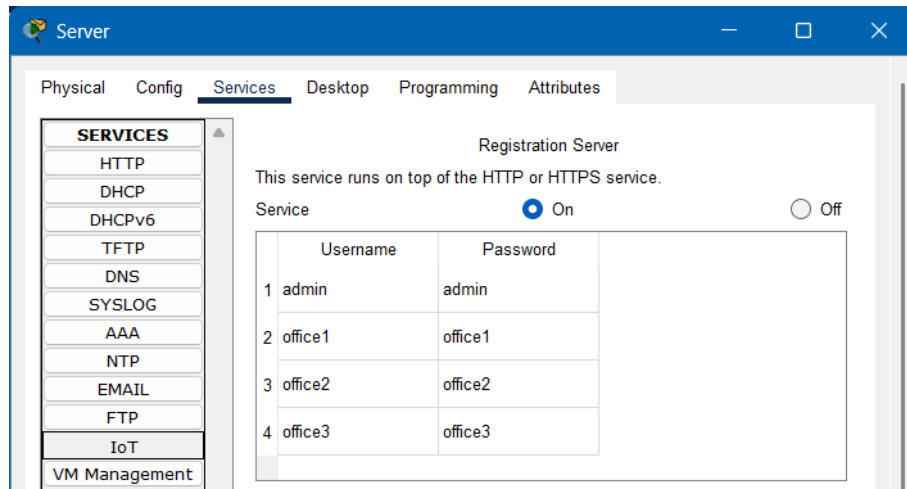 Server
Physical Config Services Desktop Programming Attributes
SERVICES
HTTP
DHCP
DHCPv6
TFTP
DNS
SYSLOG
AAA
NTP
EMAIL
FTP
IoT
VM Management
Registration Server
This service runs on top of the HTTP or HTTPS service.
Service On Off
Username Password
1 admin admin
2 office1 office1
3 office2 office2
4 office3 office3